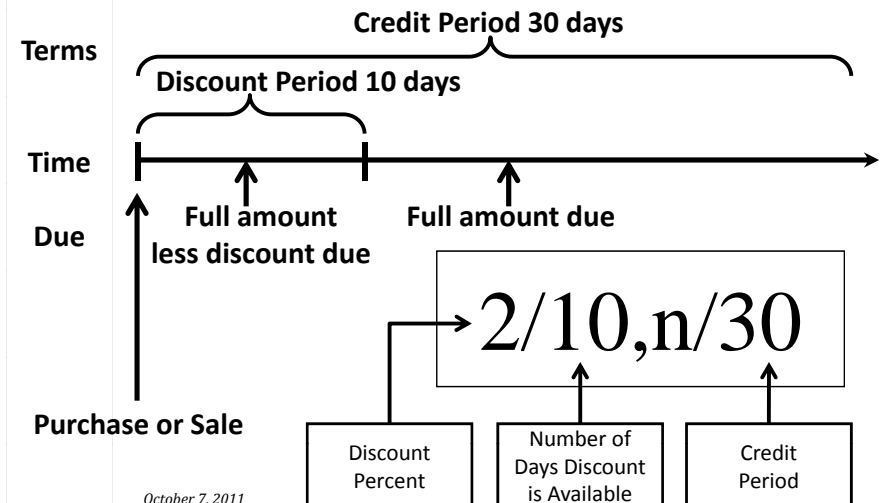 Credit Period 30 days
Terms
Discount Period 10 days
Time
Full amount
less discount due
Full amount due
Due
2/10,n/30
Purchase or Sale
Discount
Percent
Number of
Days Discount
is Available
Credit
Period
October 7, 2011